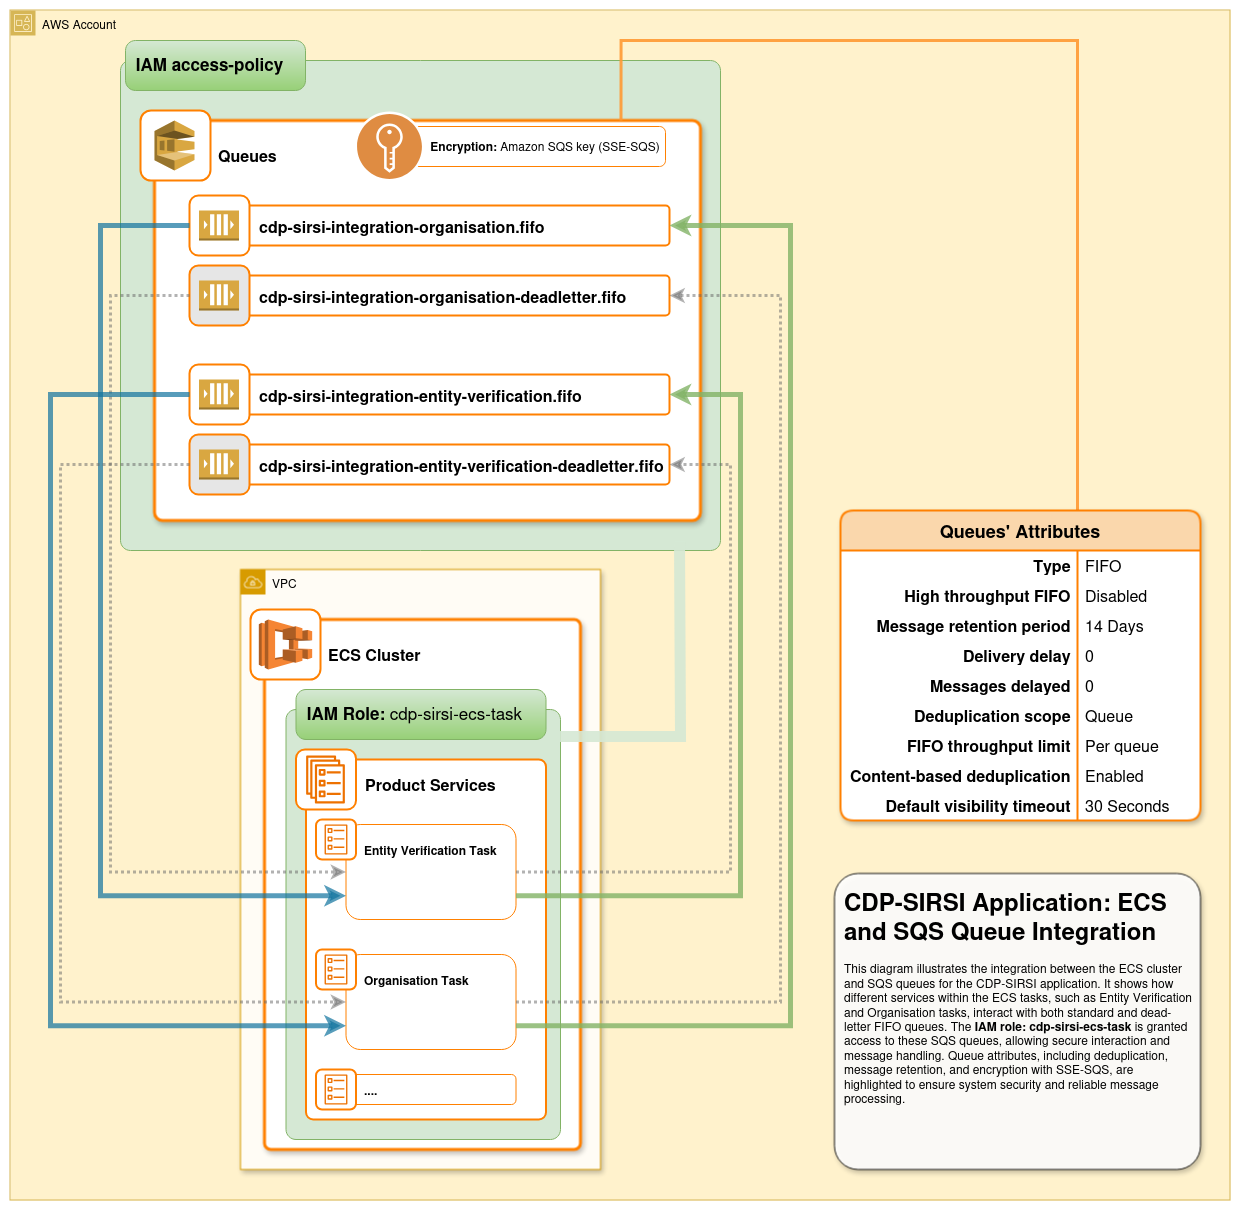 AWS Account
IAM access-policy
Queues
Encryption: Amazon SQS key (SSE-SQS)
cdp-sirsi-integration-organisation.fifo
cdp-sirsi-integration-organisation-deadletter.fifo
cdp-sirsi-integration-entity-verification.fifo
cdp-sirsi-integration-entity-verification-deadletter.fifo
VPC
ECS Cluster
IAM Role: cdp-sirsi-ecs-task
Product Services
Entity Verification Task
Organisation Task
....
Queues' Attributes
Type FIFO
High throughput FIFO Disabled
Message retention period 14 Days
Delivery delay 0
Messages delayed 0
Deduplication scope Queue
FIFO throughput limit Per queue
Content-based deduplication Enabled
Default visibility timeout 30 Seconds
CDP-SIRSI Application: ECS
and SQS Queue Integration
This diagram illustrates the integration between the ECS cluster
and SQS queues for the CDP-SIRSI application. It shows how
different services within the ECS tasks, such as Entity Verification
and Organisation tasks, interact with both standard and dead-
letter FIFO queues. The IAM role: cdp-sirsi-ecs-task is granted
access to these SQS queues, allowing secure interaction and
message handling. Queue attributes, including deduplication,
message retention, and encryption with SSE-SQS, are
highlighted to ensure system security and reliable message
processing.